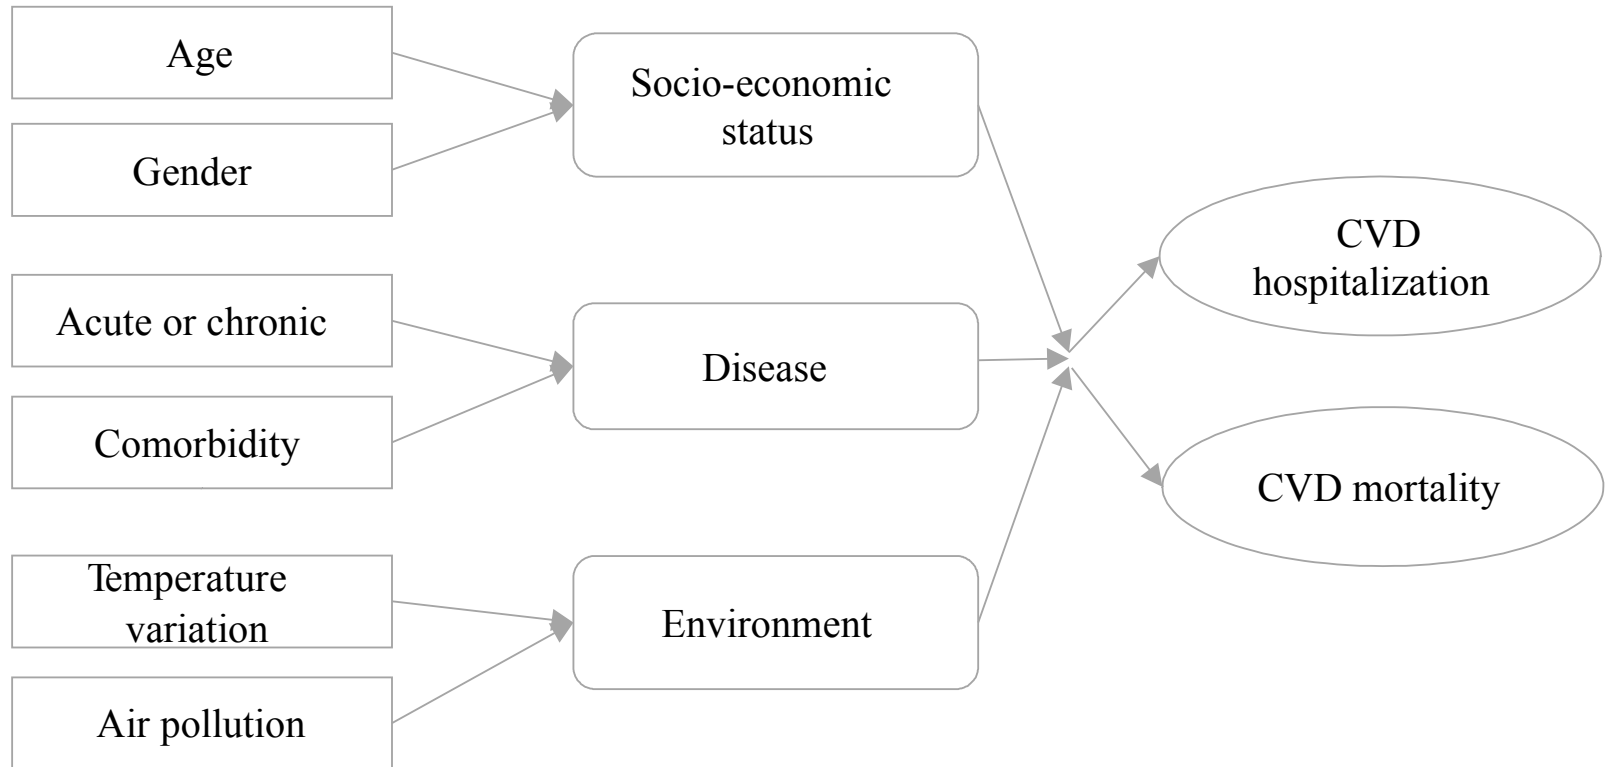 Age
Gender
Acute or chronic
Comorbidity
Temperature
variation
Air pollution
Socio-economic
status
Disease
Environment
CVD
hospitalization
CVD mortality